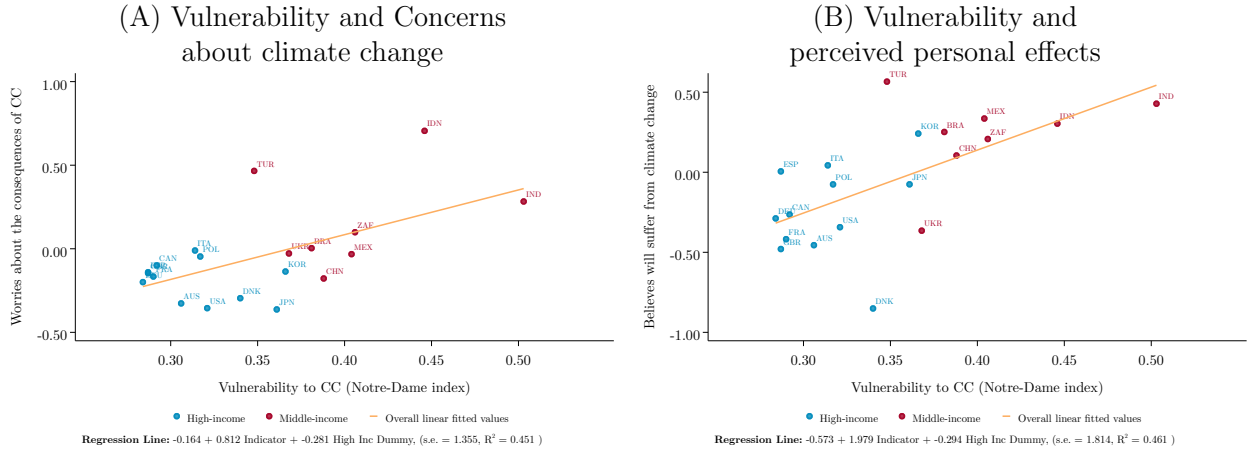 (A) Vulnerability and Concerns
about climate change
Worries about the consequences of CC
1.00
0.50
0.00
-0.50
IDN
TUR
IND
ZAF
UKR
BRA
MEX
ITA
POL
CAN
KOR
CHN
AUS
USA
DNK
JPN
0.30
0.35
0.40
0.45
0.50
Vulnerability to CC (Notre-Dame index)
High-income
Middle-income
Overall linear fitted values
Regression Line: -0.164 + 0.812 Indicator + -0.281 High Inc Dummy, (s.e. = 1.355, R² = 0.451 )
(B) Vulnerability and
perceived personal effects
Believes will suffer from climate change
0.50
0.00
-0.50
-1.00
TUR
IND
MEX
IDN
KOR
BRA
ZAF
CHN
ESP
ITA
POL
JPN
CAN
USA
UKR
FRA
GBR
AUS
DNK
0.30
0.35
0.40
0.45
0.50
Vulnerability to CC (Notre-Dame index)
High-income
Middle-income
Overall linear fitted values
Regression Line: -0.573 + 1.979 Indicator + -0.294 High Inc Dummy, (s.e. = 1.814, R² = 0.461 )